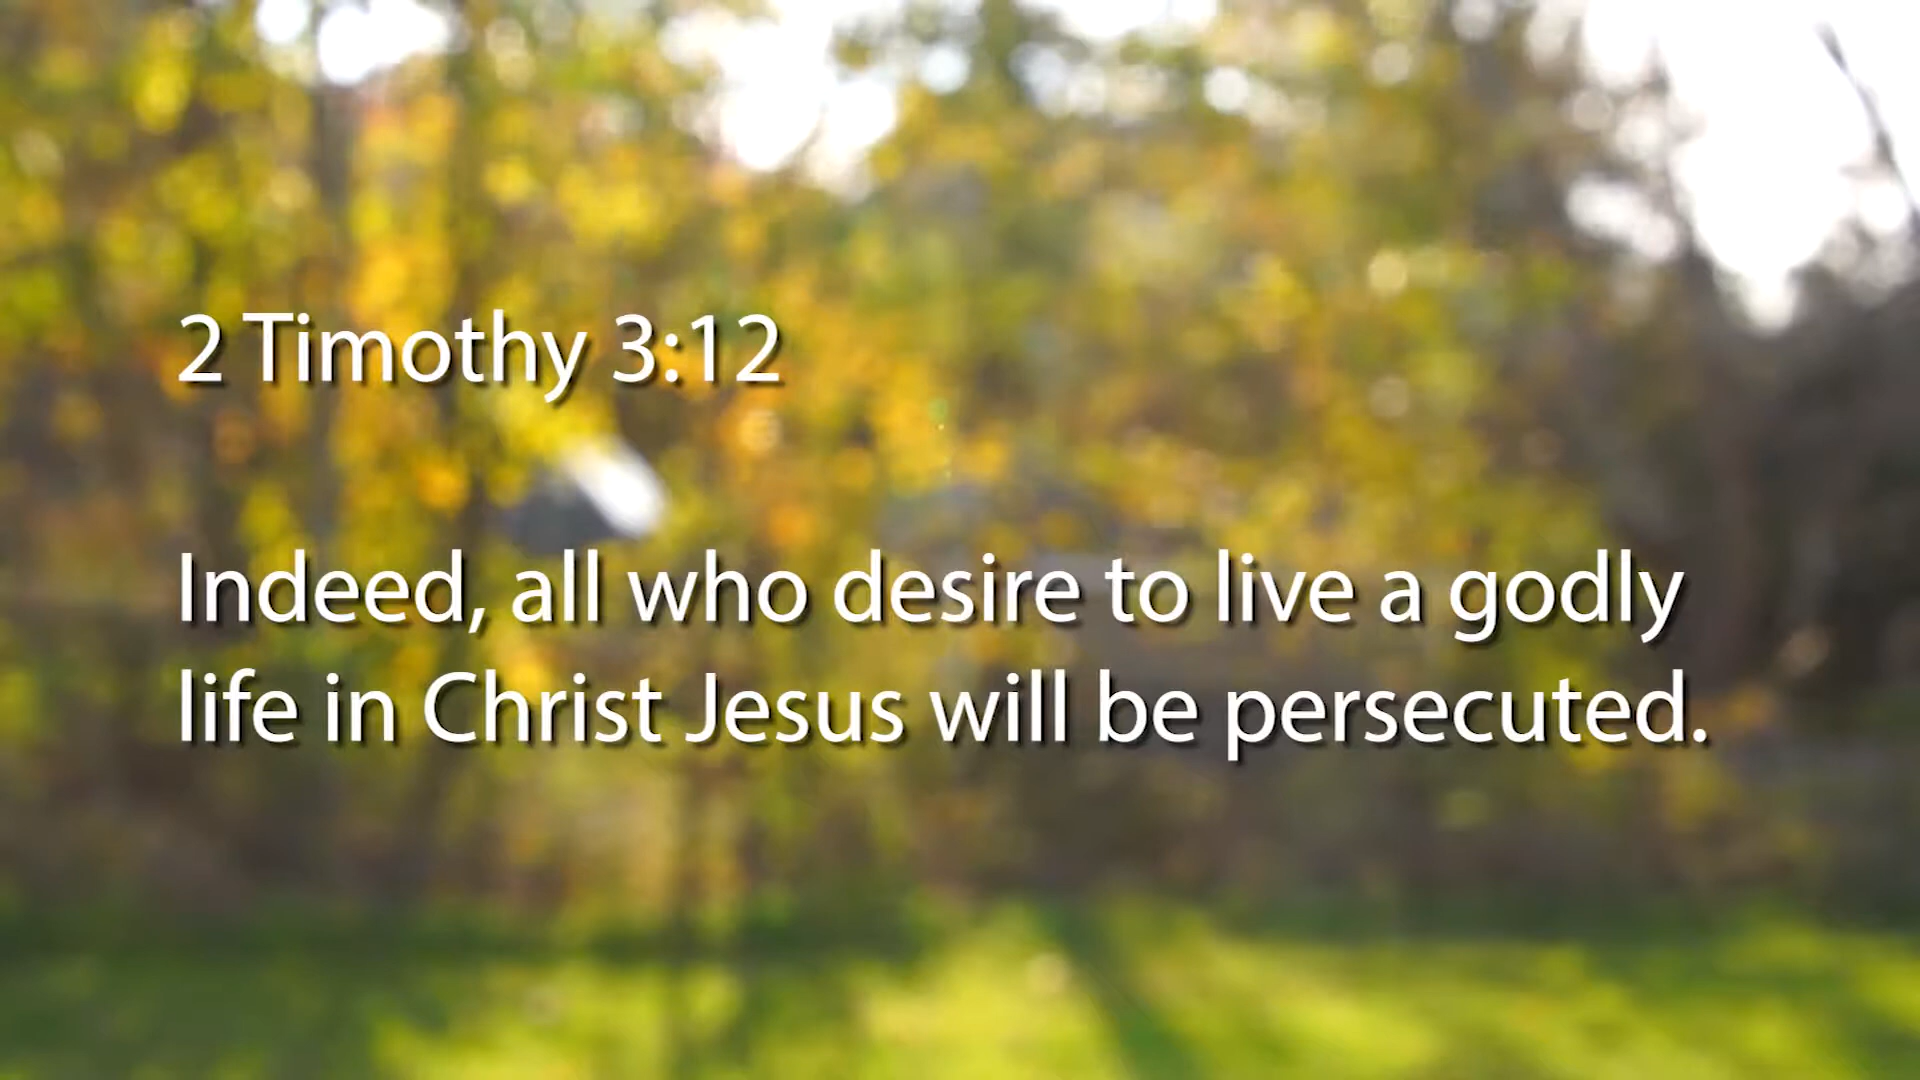 2 Timothy 3:12
Indeed, all who desire to live a godly
life in Christ Jesus will be persecuted.